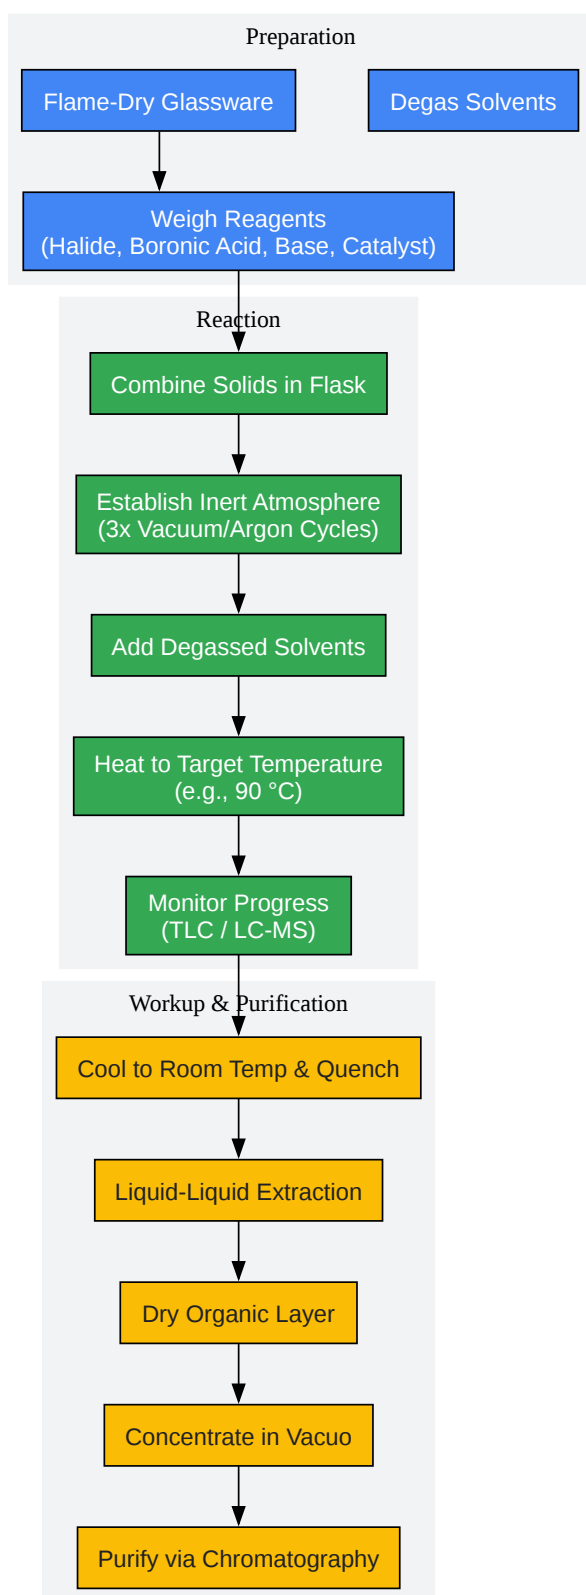 Preparation
Flame-Dry Glassware
Degas Solvents
Weigh Reagents
(Halide, Boronic Acid, Base, Catalyst)
Reaction
Combine Solids in Flask
Establish Inert Atmosphere
(3x Vacuum/Argon Cycles)
Add Degassed Solvents
Heat to Target Temperature
(e.g., 90 °C)
Monitor Progress
(TLC / LC-MS)
Workup & Purification
Cool to Room Temp & Quench
Liquid-Liquid Extraction
Dry Organic Layer
Concentrate in Vacuo
Purify via Chromatography